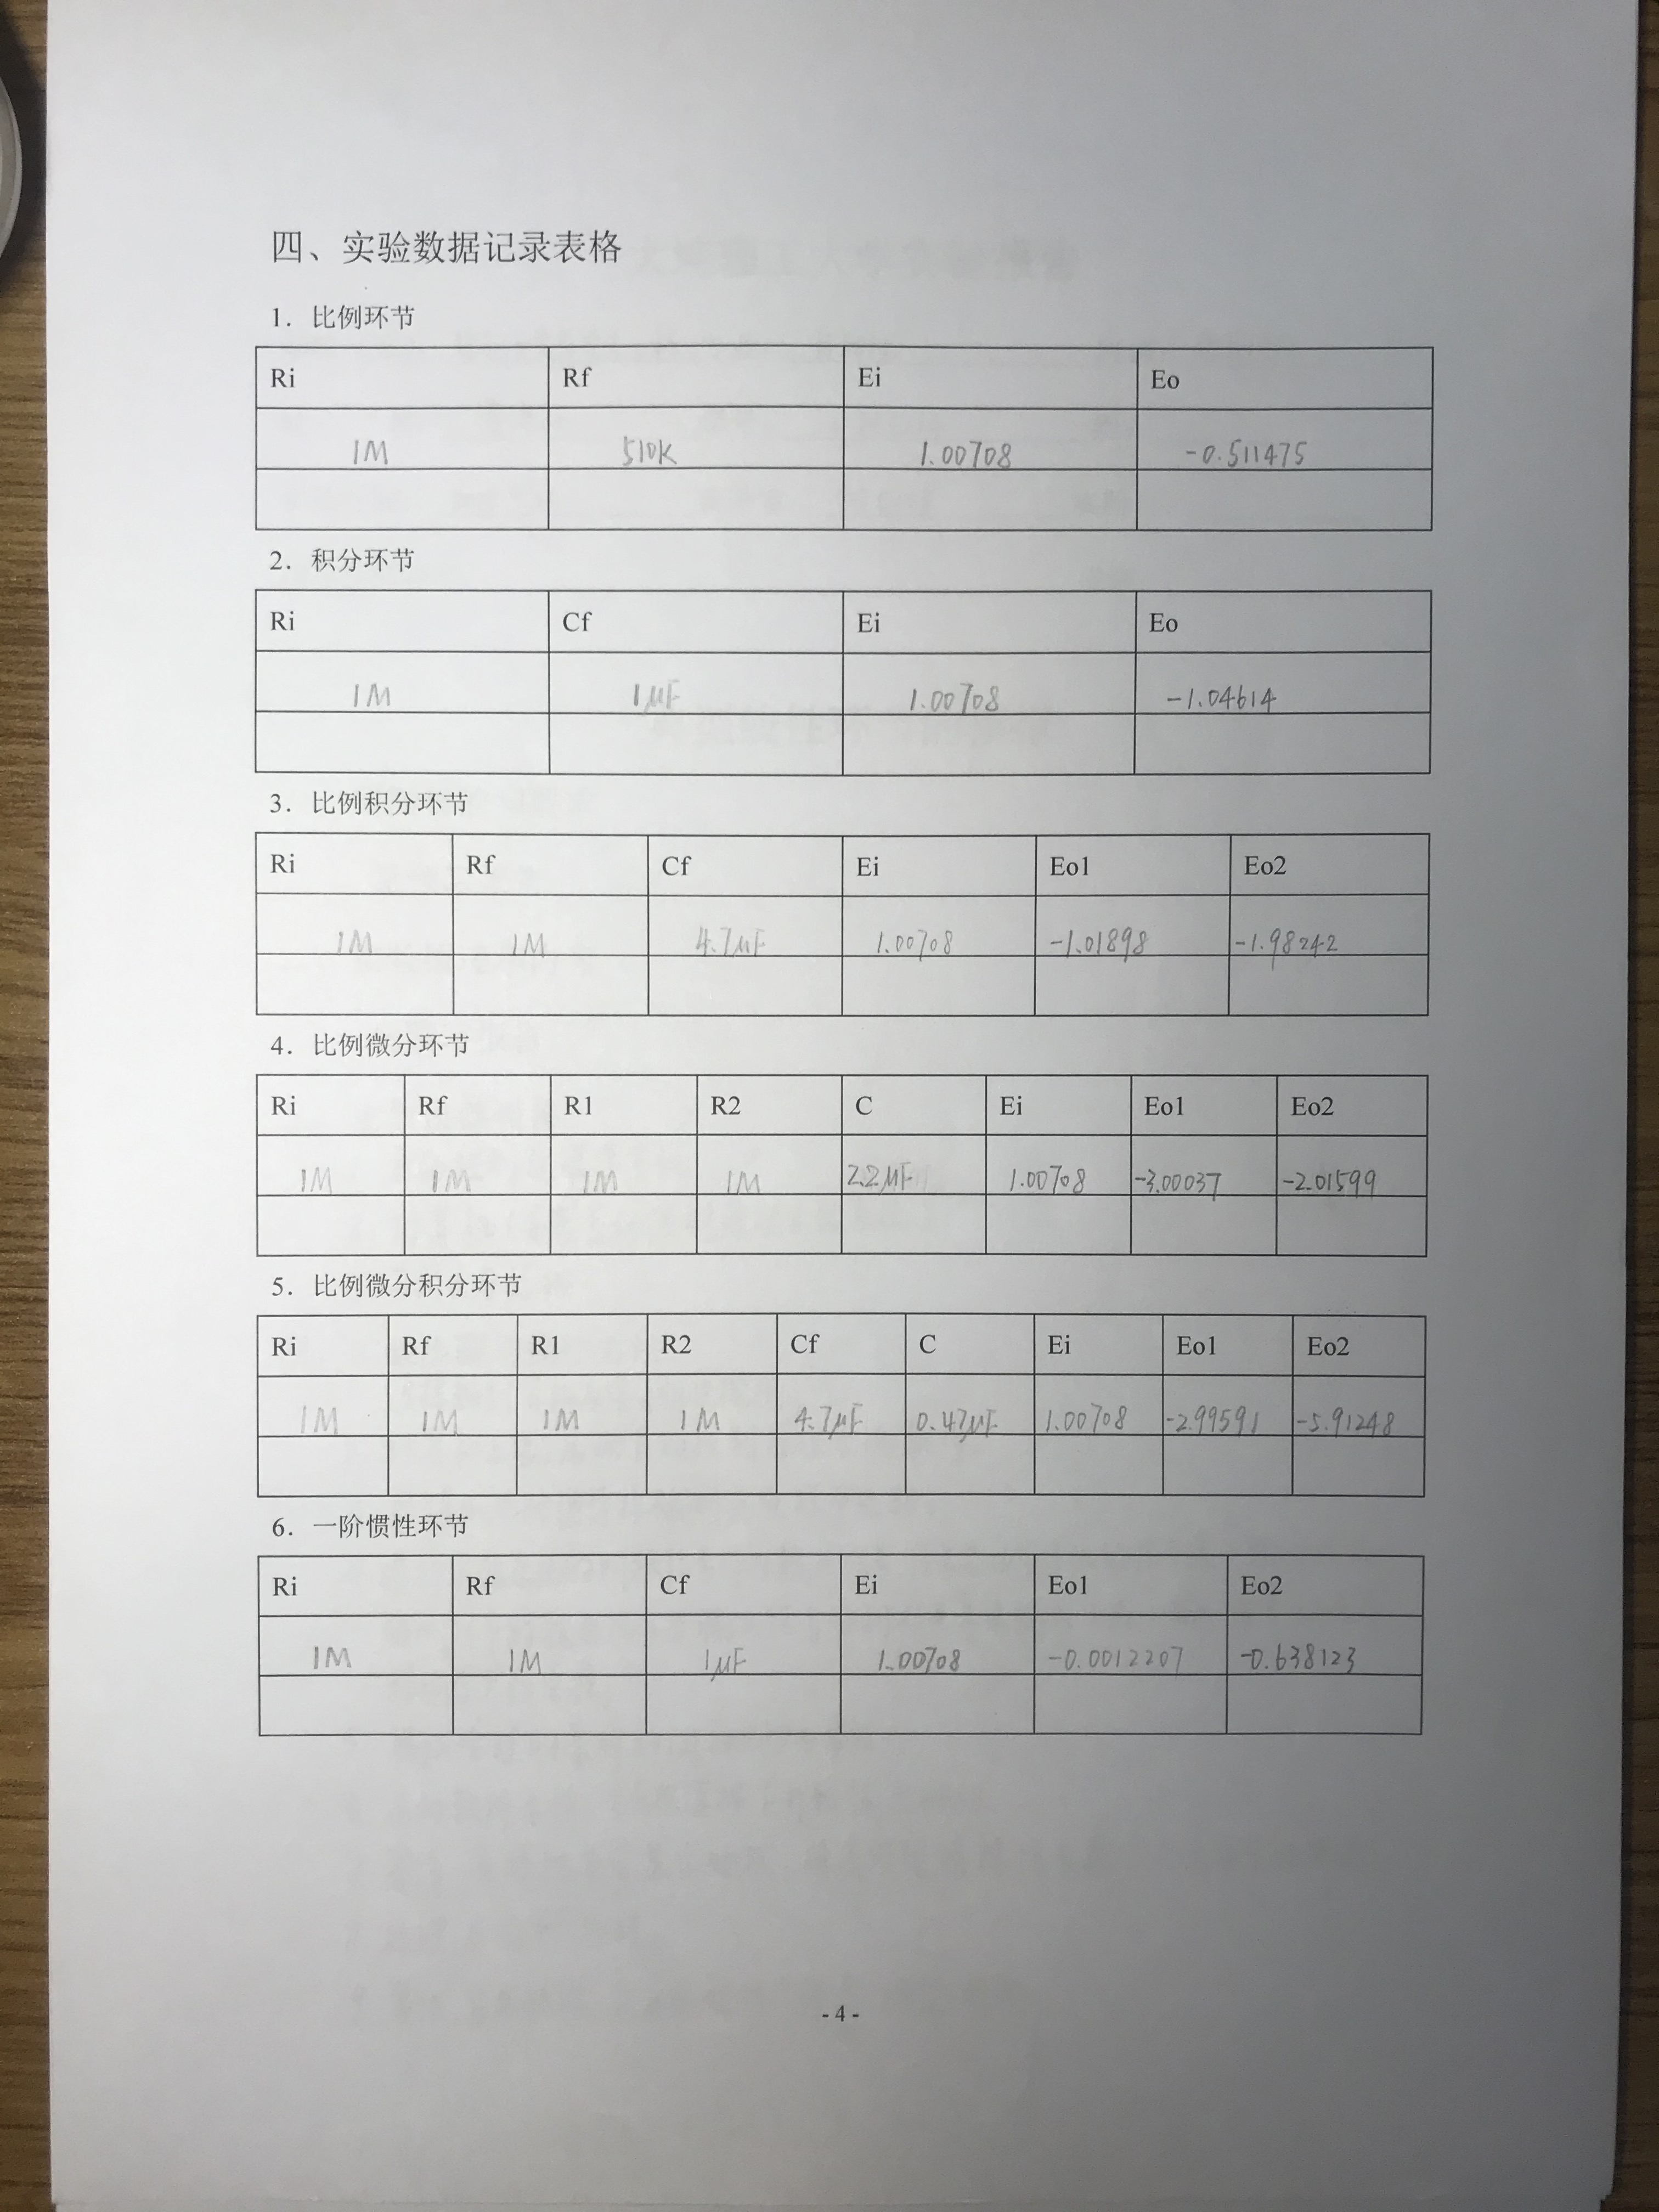 四、实验数据记录表格
1. 比例环节
Ri Rf Ei Eo
1M 510K 1.00708 -0.511475
2. 积分环节
Ri Cf Ei Eo
1M 1μF 1.00708 -1.04614
3. 比例积分环节
Ri Rf Cf Ei Eo1 Eo2
1M 1M 4.7μF 1.00708 -1.01898 -1.98242
4. 比例微分环节
Ri Rf R1 R2 C Ei Eo1 Eo2
1M 1M 1M 1M 2.2μF 1.00708 -3.00037 -2.01599
5. 比例微分积分环节
Ri Rf R1 R2 Cf C Ei Eo1 Eo2
1M 1M 1M 1M 4.7μF 0.47μF 1.00708 -2.99591 -5.91248
6. 一阶惯性环节
Ri Rf Cf Ei Eo1 Eo2
1M 1M 1μF 1.00708 -0.0012207 -0.638123
- 4 -